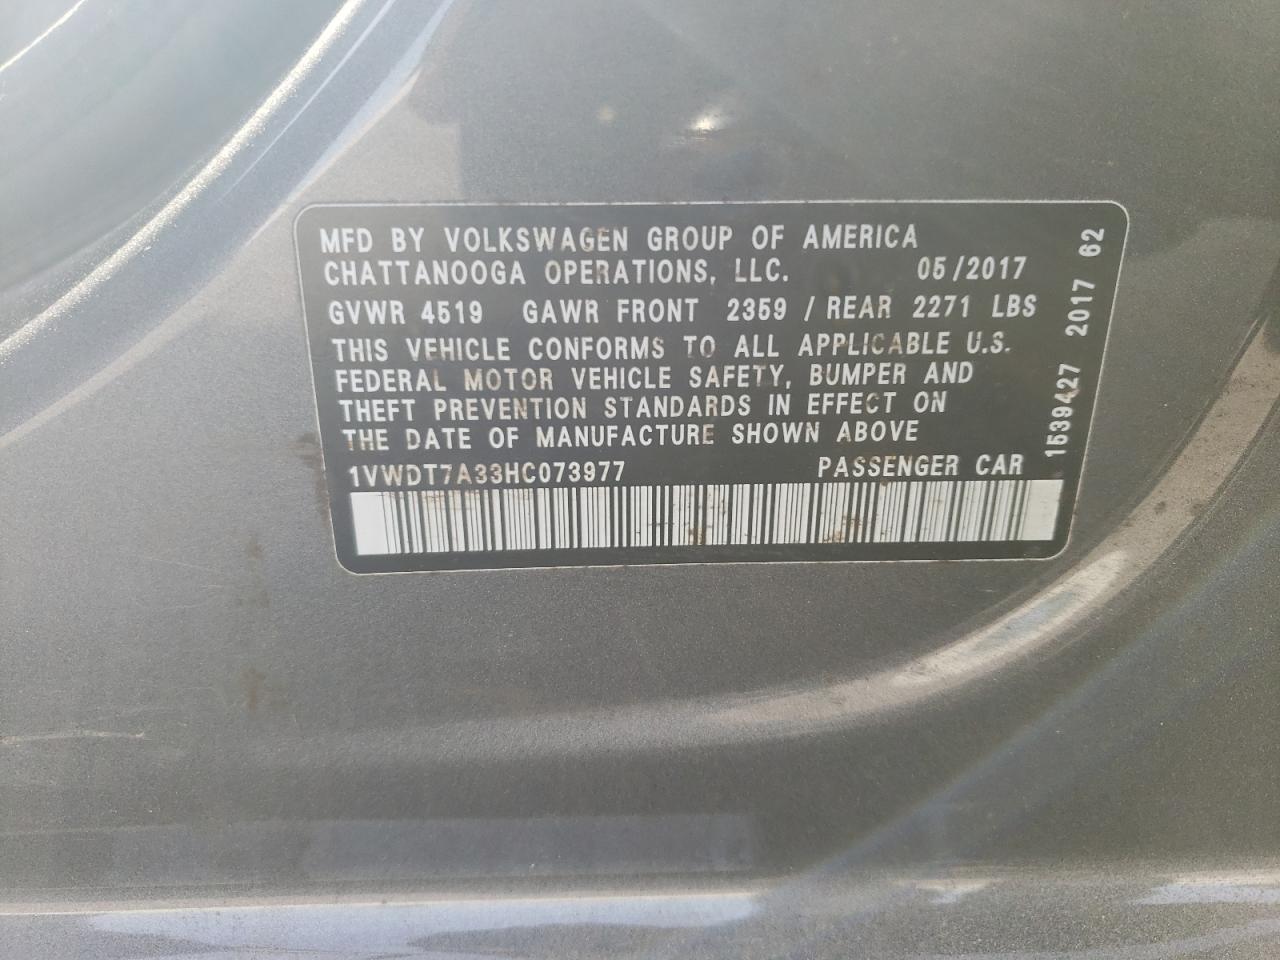 MFD BY VOLKSWAGEN GROUP OF AMERICA
CHATTANOOGA OPERATIONS, LLC. 05/2017
GVWR 4519 GAWR FRONT 2359 / REAR 2271 LBS
THIS VEHICLE CONFORMS TO ALL APPLICABLE U.S.
FEDERAL MOTOR VEHICLE SAFETY, BUMPER AND
THEFT PREVENTION STANDARDS IN EFFECT ON
THE DATE OF MANUFACTURE SHOWN ABOVE
1VWDT7A33HC073977 PASSENGER CAR
1539427 2017 62